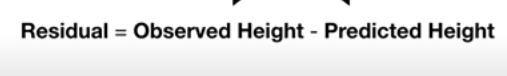 Residual = Observed Height - Predicted Height